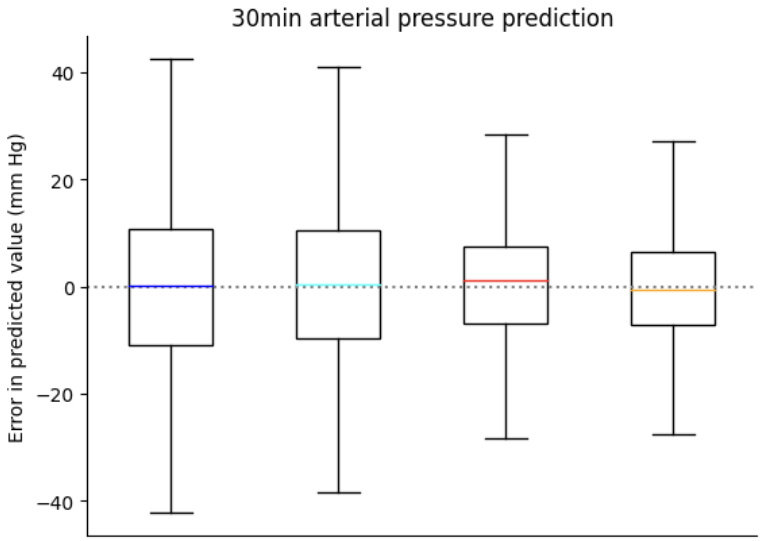 30min arterial pressure prediction
Error in predicted value (mm Hg)
40
20
0
−20
−40